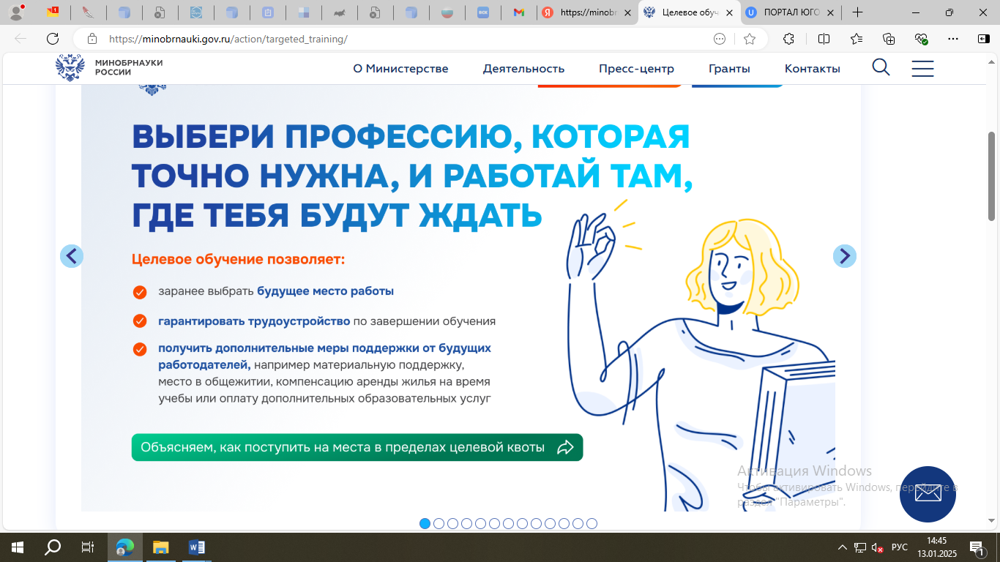 1
https://minobr
Целевое обуч
ПОРТАЛ ЮГО
https://minobrnauki.gov.ru/action/targeted_training/
МИНОБРНАУКИ
РОССИИ
О Министерстве Деятельность Пресс-центр Гранты Контакты
ВЫБЕРИ ПРОФЕССИЮ, КОТОРАЯ
ТОЧНО НУЖНА, И РАБОТАЙ ТАМ,
ГДЕ ТЕБЯ БУДУТ ЖДАТЬ
Целевое обучение позволяет:
заранее выбрать будущее место работы
гарантировать трудоустройство по завершении обучения
получить дополнительные меры поддержки от будущих
работодателей, например материальную поддержку,
место в общежитии, компенсацию аренды жилья на время
учебы или оплату дополнительных образовательных услуг
Объясняем, как поступить на места в пределах целевой квоты
Активация Windows
Чтобы активировать Windows, перейдите в
раздел "Параметры".
РУС
14:45
13.01.2025
1